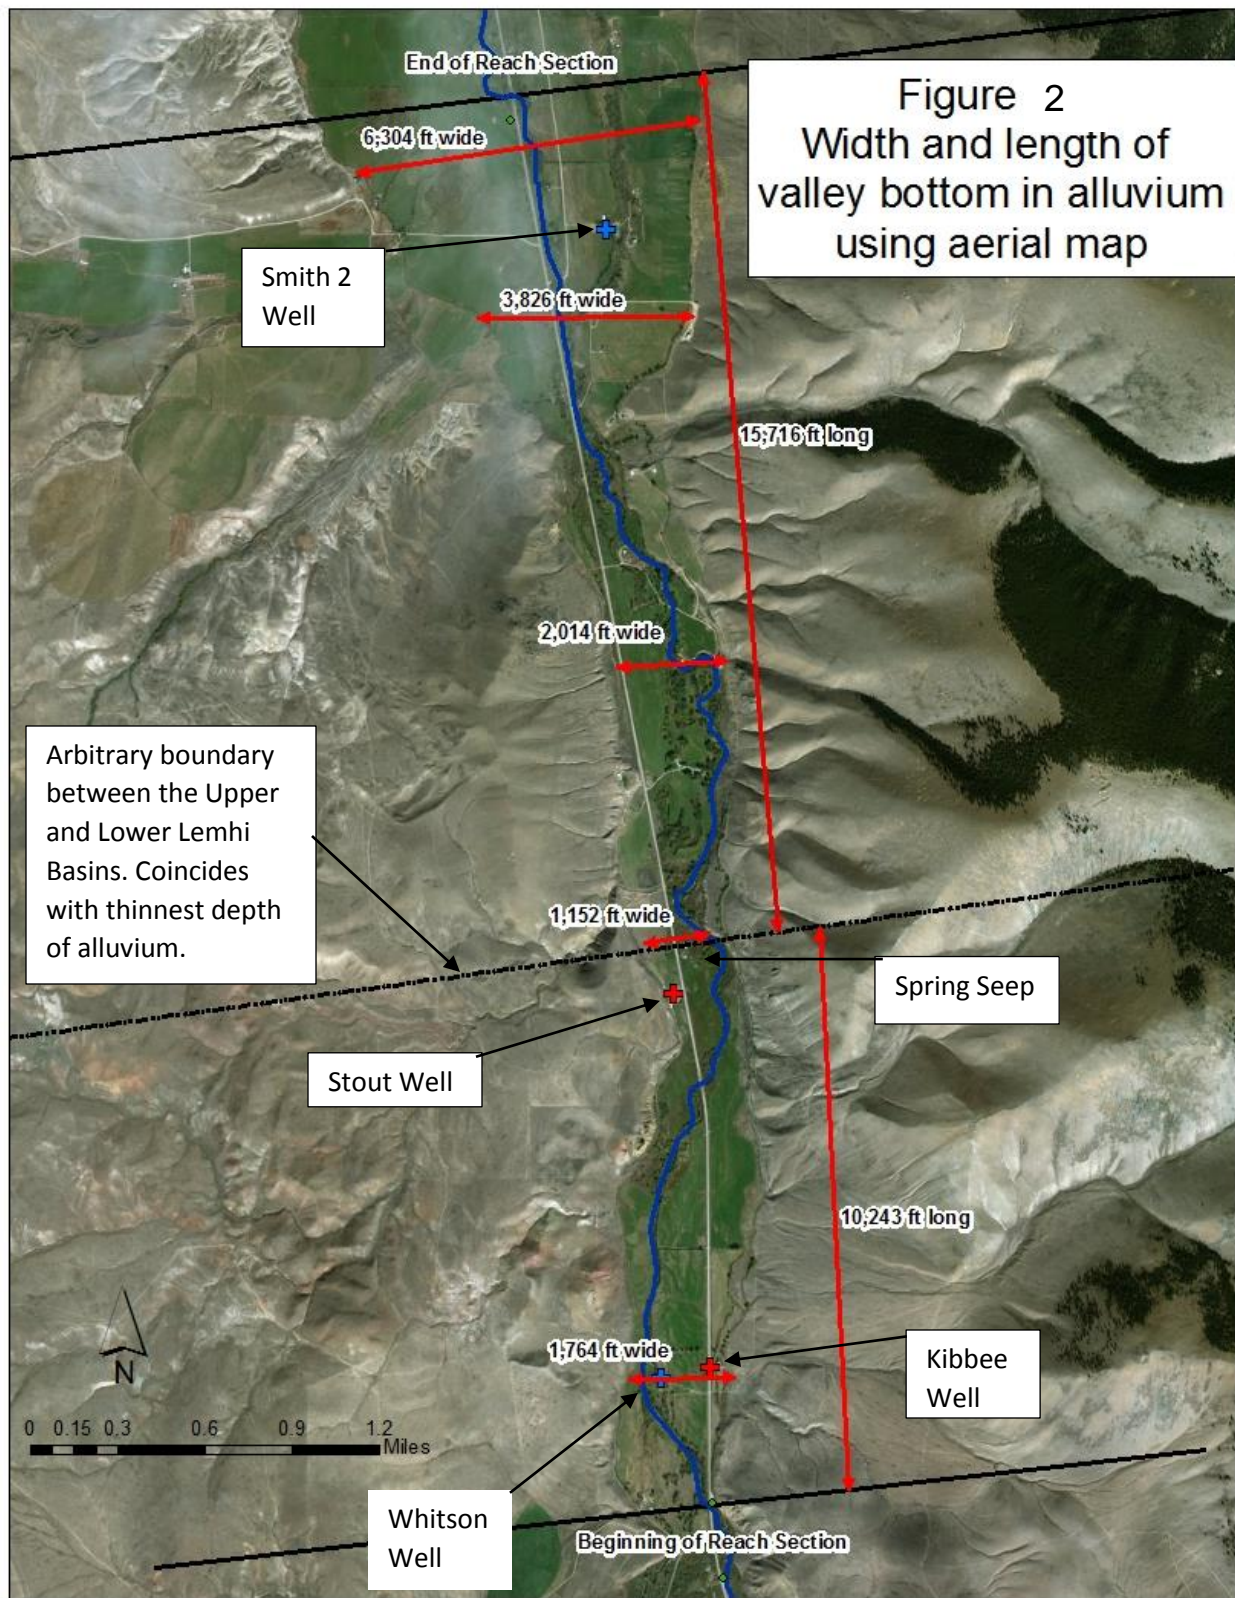 End of Reach Section
Figure 2
Width and length of
valley bottom in alluvium
using aerial map
6,304 ft wide
Smith 2
Well
3,826 ft wide
15,716 ft long
2,014 ft wide
Arbitrary boundary
between the Upper
and Lower Lemhi
Basins. Coincides
with thinnest depth
of alluvium.
1,152 ft wide
Spring Seep
Stout Well
10,243 ft long
1,764 ft wide
Kibbee
Well
N
0 0.15 0.3 0.6 0.9 1.2
Miles
Whitson
Well
Beginning of Reach Section